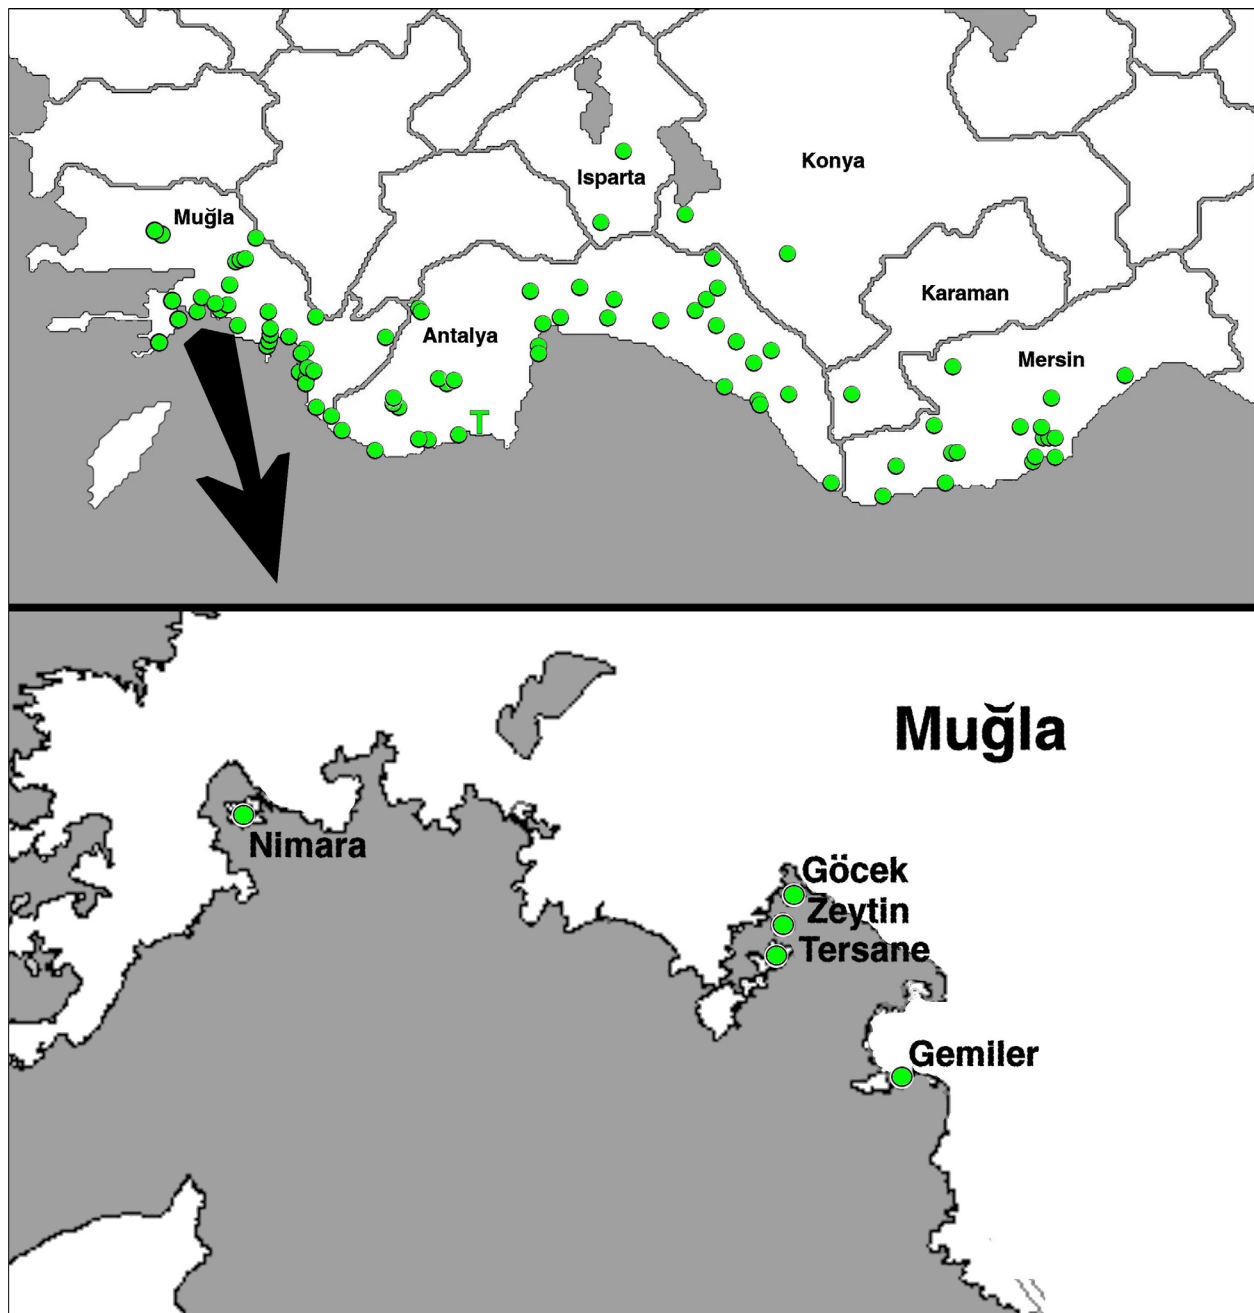 Konya
Isparta
Muğla
Karaman
Antalya
Mersin
T
Muğla
Nimara
Göcek
Zeytin
Tersane
Gemiler